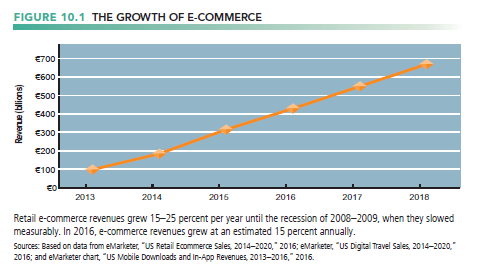 FIGURE 10.1 THE GROWTH OF E-COMMERCE
Revenue (billions)
€700
€600
€500
€400
€300
€200
€100
€0
2013 2014 2015 2016 2017 2018
Retail e-commerce revenues grew 15–25 percent per year until the recession of 2008–2009, when they slowed
measurably. In 2016, e-commerce revenues grew at an estimated 15 percent annually.
Sources: Based on data from eMarketer, "US Retail Ecommerce Sales, 2014–2020," 2016; eMarketer, "US Digital Travel Sales, 2014–2020,"
2016; and eMarketer chart, "US Mobile Downloads and In-App Revenues, 2013–2016," 2016.